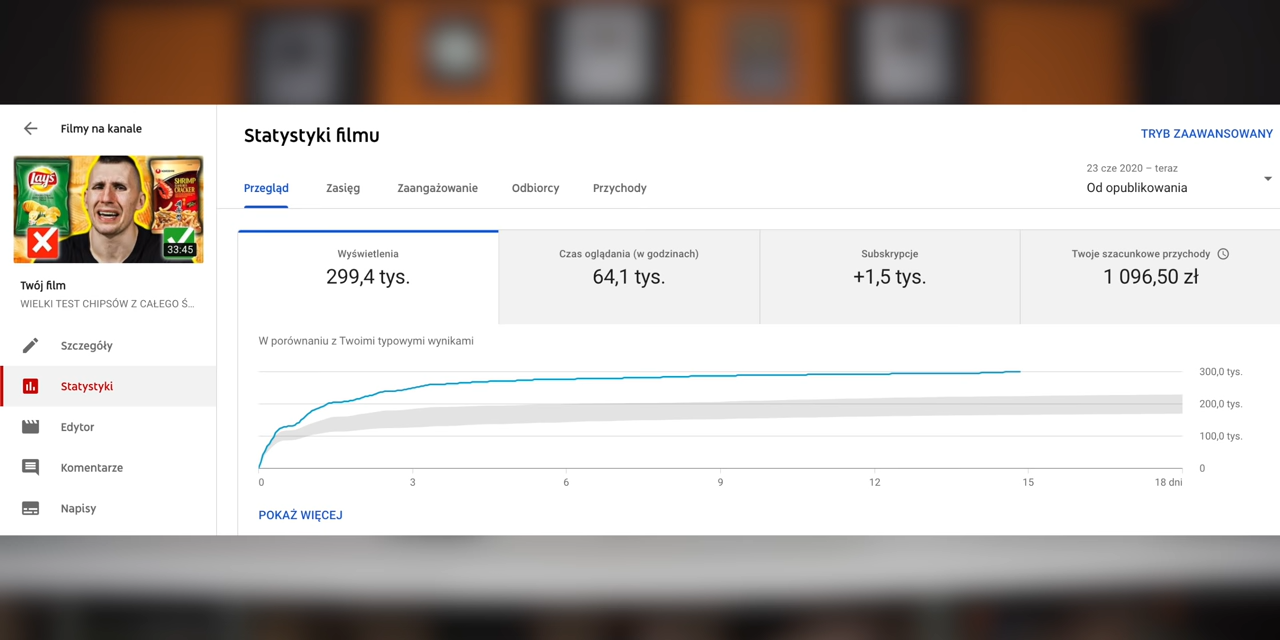 Filmy na kanale
Lay's
SHRIMP
CRACKER
33:45
Twój film
WIELKI TEST CHIPSÓW Z CAŁEGO Ś...
Szczegóły
Statystyki
Edytor
Komentarze
Napisy
Statystyki filmu
TRYB ZAAWANSOWANY
23 cze 2020 – teraz
Od opublikowania
Przegląd
Zasięg
Zaangażowanie
Odbiorcy
Przychody
Wyświetlenia
299,4 tys.
Czas oglądania (w godzinach)
64,1 tys.
Subskrypcje
+1,5 tys.
Twoje szacunkowe przychody
1 096,50 zł
W porównaniu z Twoimi typowymi wynikami
300,0 tys.
200,0 tys.
100,0 tys.
0
0
3
6
9
12
15
18 dni
POKAŻ WIĘCEJ